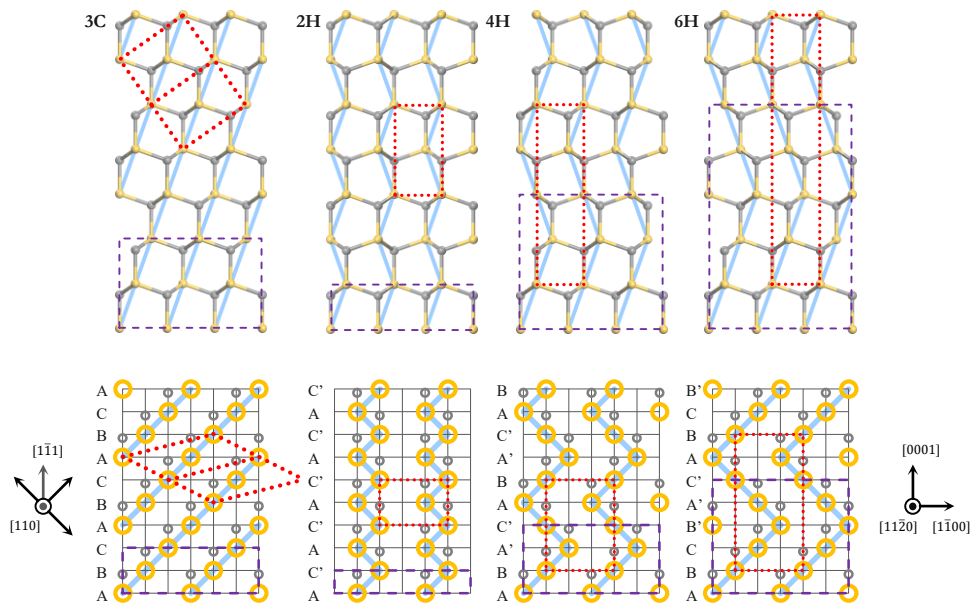 3C 2H 4H 6H
A C’ B B’
C A A C
B C’ C’ B
A A A’ A
[11̅1] [0001]
C C’ B C’
B A A A’
A C’ C’ B’
[110] [112̅0] [11̅00]
C A A’ C
B C’ B B
A A A A